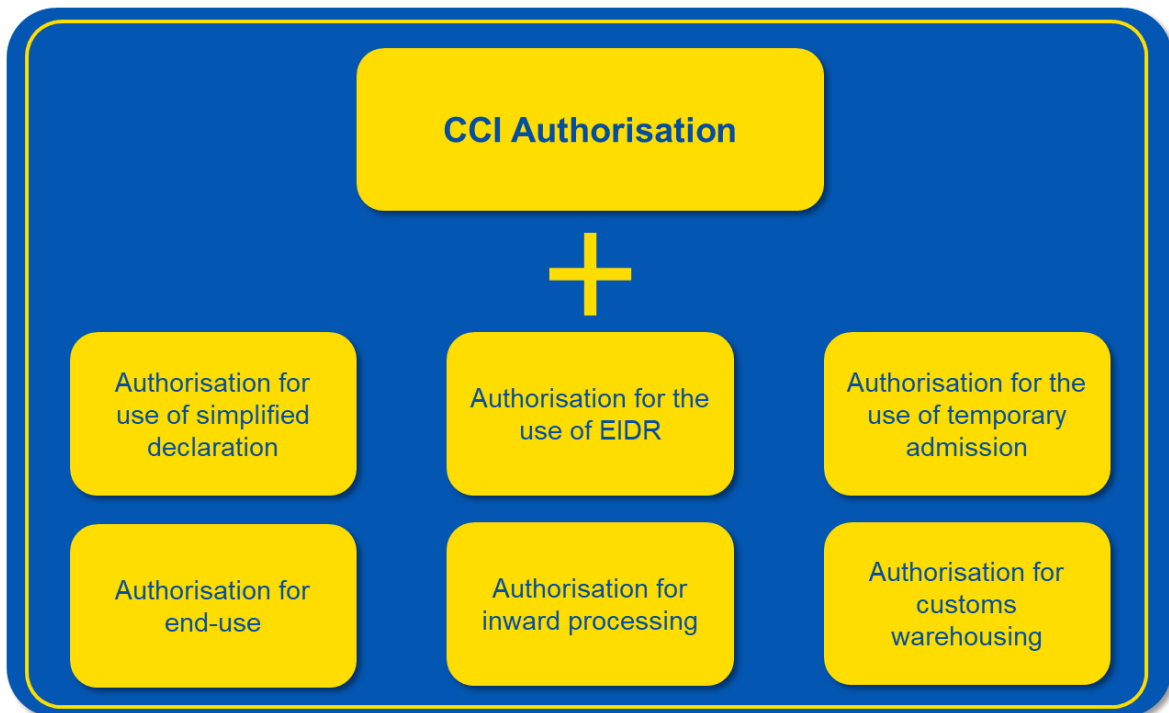 CCI Authorisation
+
Authorisation for
use of simplified
declaration
Authorisation for the
use of EIDR
Authorisation for the
use of temporary
admission
Authorisation for
end-use
Authorisation for
inward processing
Authorisation for
customs
warehousing